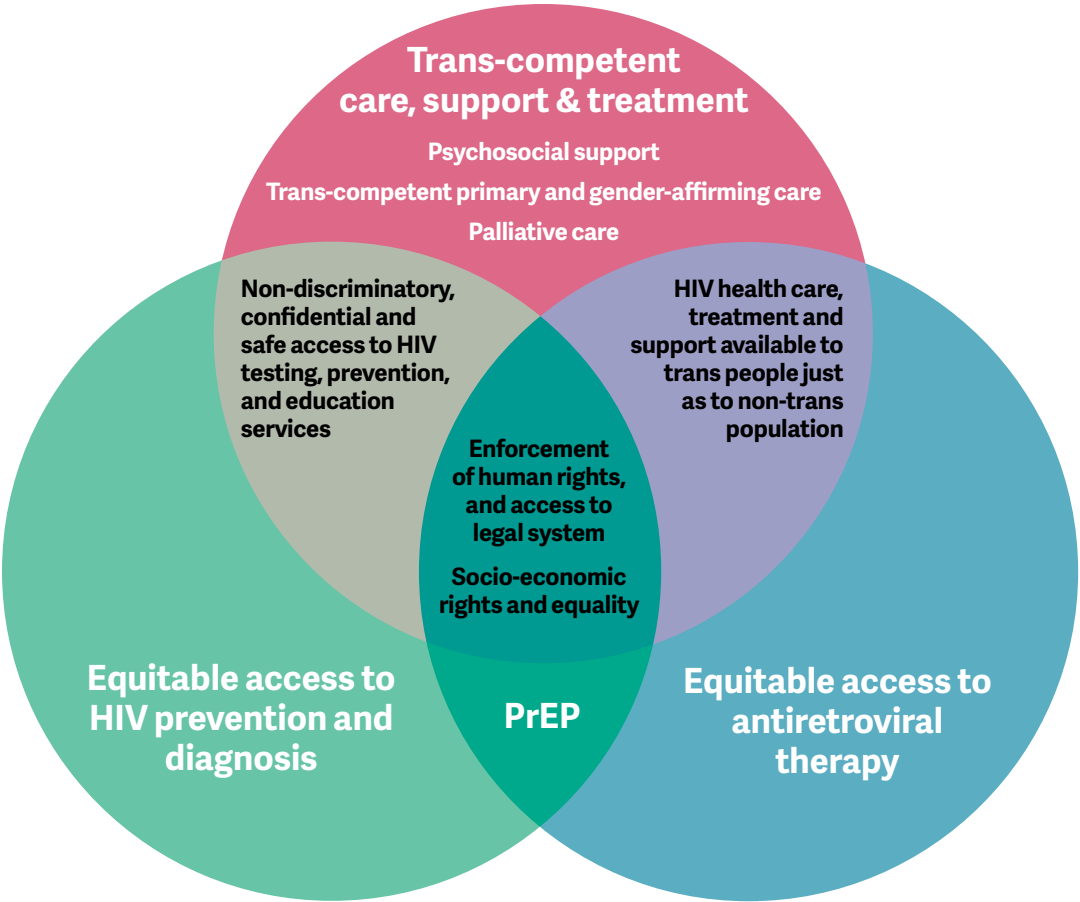 Trans-competent
care, support & treatment
Psychosocial support
Trans-competent primary and gender-affirming care
Palliative care
Non-discriminatory,
confidential and
safe access to HIV
testing, prevention,
and education
services
HIV health care,
treatment and
support available to
trans people just
as to non-trans
population
Enforcement
of human rights,
and access to
legal system
Socio-economic
rights and equality
Equitable access to
HIV prevention and
diagnosis
PrEP
Equitable access to
antiretroviral
therapy